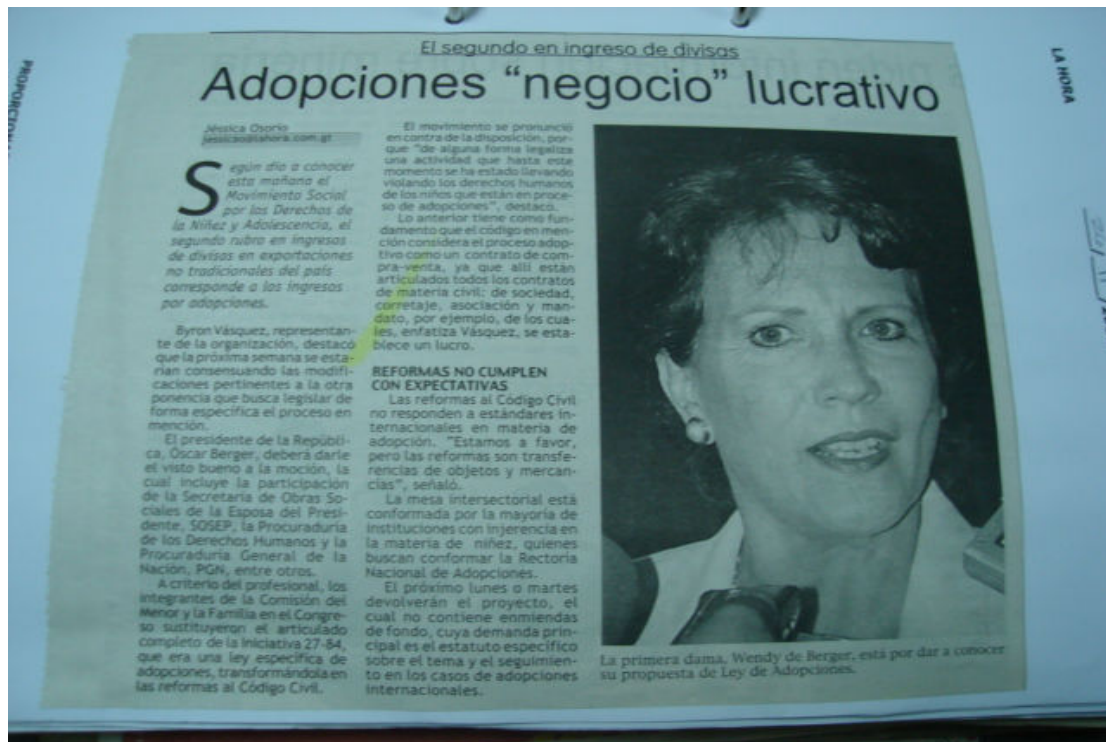 El segundo en ingreso de divisas
Adopciones "negocio" lucrativo
Jéssica Osorio
jessicao@lahora.com.gt
Según dio a conocer
esta mañana el
Movimiento Social
por los Derechos de
la Niñez y Adolescencia, el
segundo rubro en ingresos
de divisas en exportaciones
no tradicionales del país
corresponde a los ingresos
por adopciones.
Byron Vásquez, representan-
te de la organización, destacó
que la próxima semana se esta-
rían consensuando las modifi-
caciones pertinentes a la otra
ponencia que busca legislar de
forma específica el proceso en
mención.
El presidente de la Repúbli-
ca, Óscar Berger, deberá darle
el visto bueno a la moción, la
cual incluye la participación
de la Secretaría de Obras So-
ciales de la Esposa del Presi-
dente, SOSEP, la Procuraduría
de los Derechos Humanos y la
Procuraduría General de la
Nación, PGN, entre otros.
A criterio del profesional, los
integrantes de la Comisión del
Menor y la Familia en el Congre-
so sustituyeron el articulado
completo de la Iniciativa 27-84,
que era una ley específica de
adopciones, transformándola en
las reformas al Código Civil.
El movimiento se pronunció
en contra de la disposición, por-
que "de alguna forma legaliza
una actividad que hasta este
momento se ha estado llevando
violando los derechos humanos
de los niños que están en proce-
so de adopciones", destacó.
Lo anterior tiene como fun-
damento que el código en men-
ción considera el proceso adop-
tivo como un contrato de com-
pra-venta, ya que allí están
articulados todos los contratos
de materia civil: de sociedad,
corretaje, asociación y man-
dato, por ejemplo, de los cua-
les, enfatiza Vásquez, se esta-
blece un lucro.
REFORMAS NO CUMPLEN
CON EXPECTATIVAS
Las reformas al Código Civil
no responden a estándares in-
ternacionales en materia de
adopción. "Estamos a favor,
pero las reformas son transfe-
rencias de objetos y mercan-
cías", señaló.
La mesa intersectorial está
conformada por la mayoría de
instituciones con injerencia en
la materia de niñez, quienes
buscan conformar la Rectoría
Nacional de Adopciones.
El próximo lunes o martes
devolverán el proyecto, el
cual no contiene enmiendas
de fondo, cuya demanda prin-
cipal es el estatuto específico
sobre el tema y el seguimien-
to en los casos de adopciones
internacionales.
La primera dama, Wendy de Berger, está por dar a conocer
su propuesta de Ley de Adopciones.
LA HORA